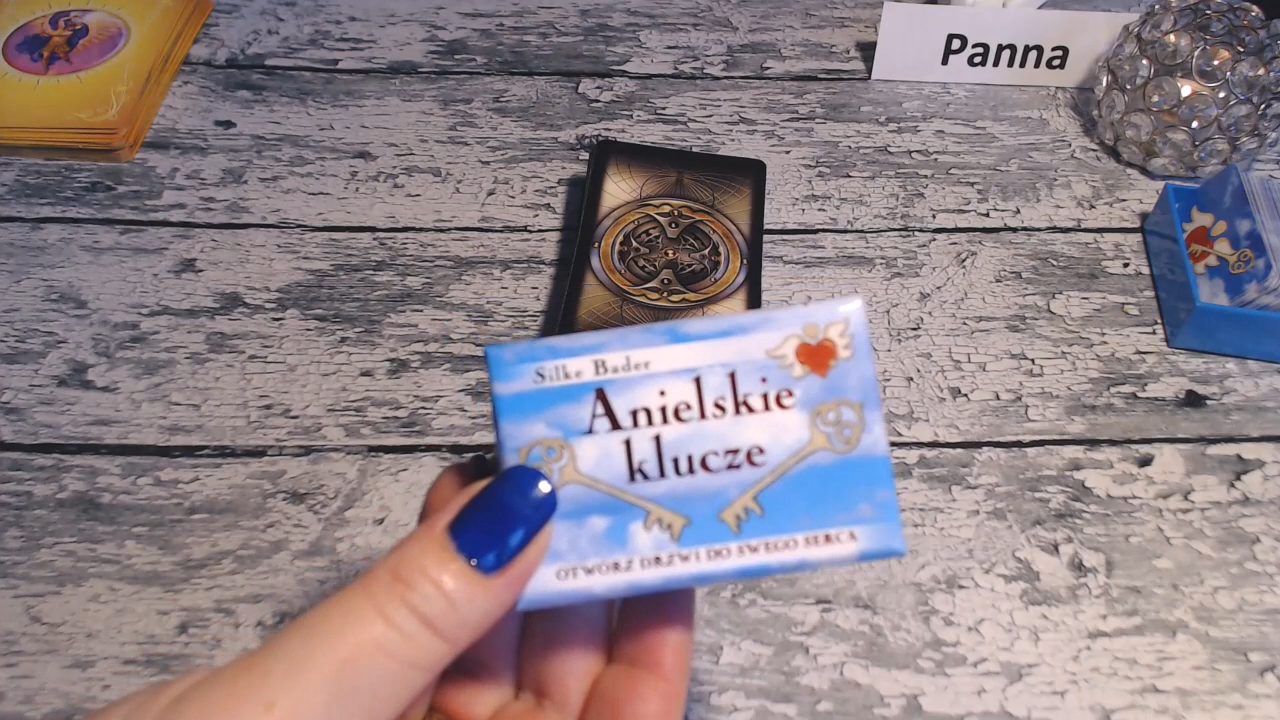 Panna
Silke Bader
Anielskie
klucze
OTWÓRZ DRZWI DO SWEGO SERCA